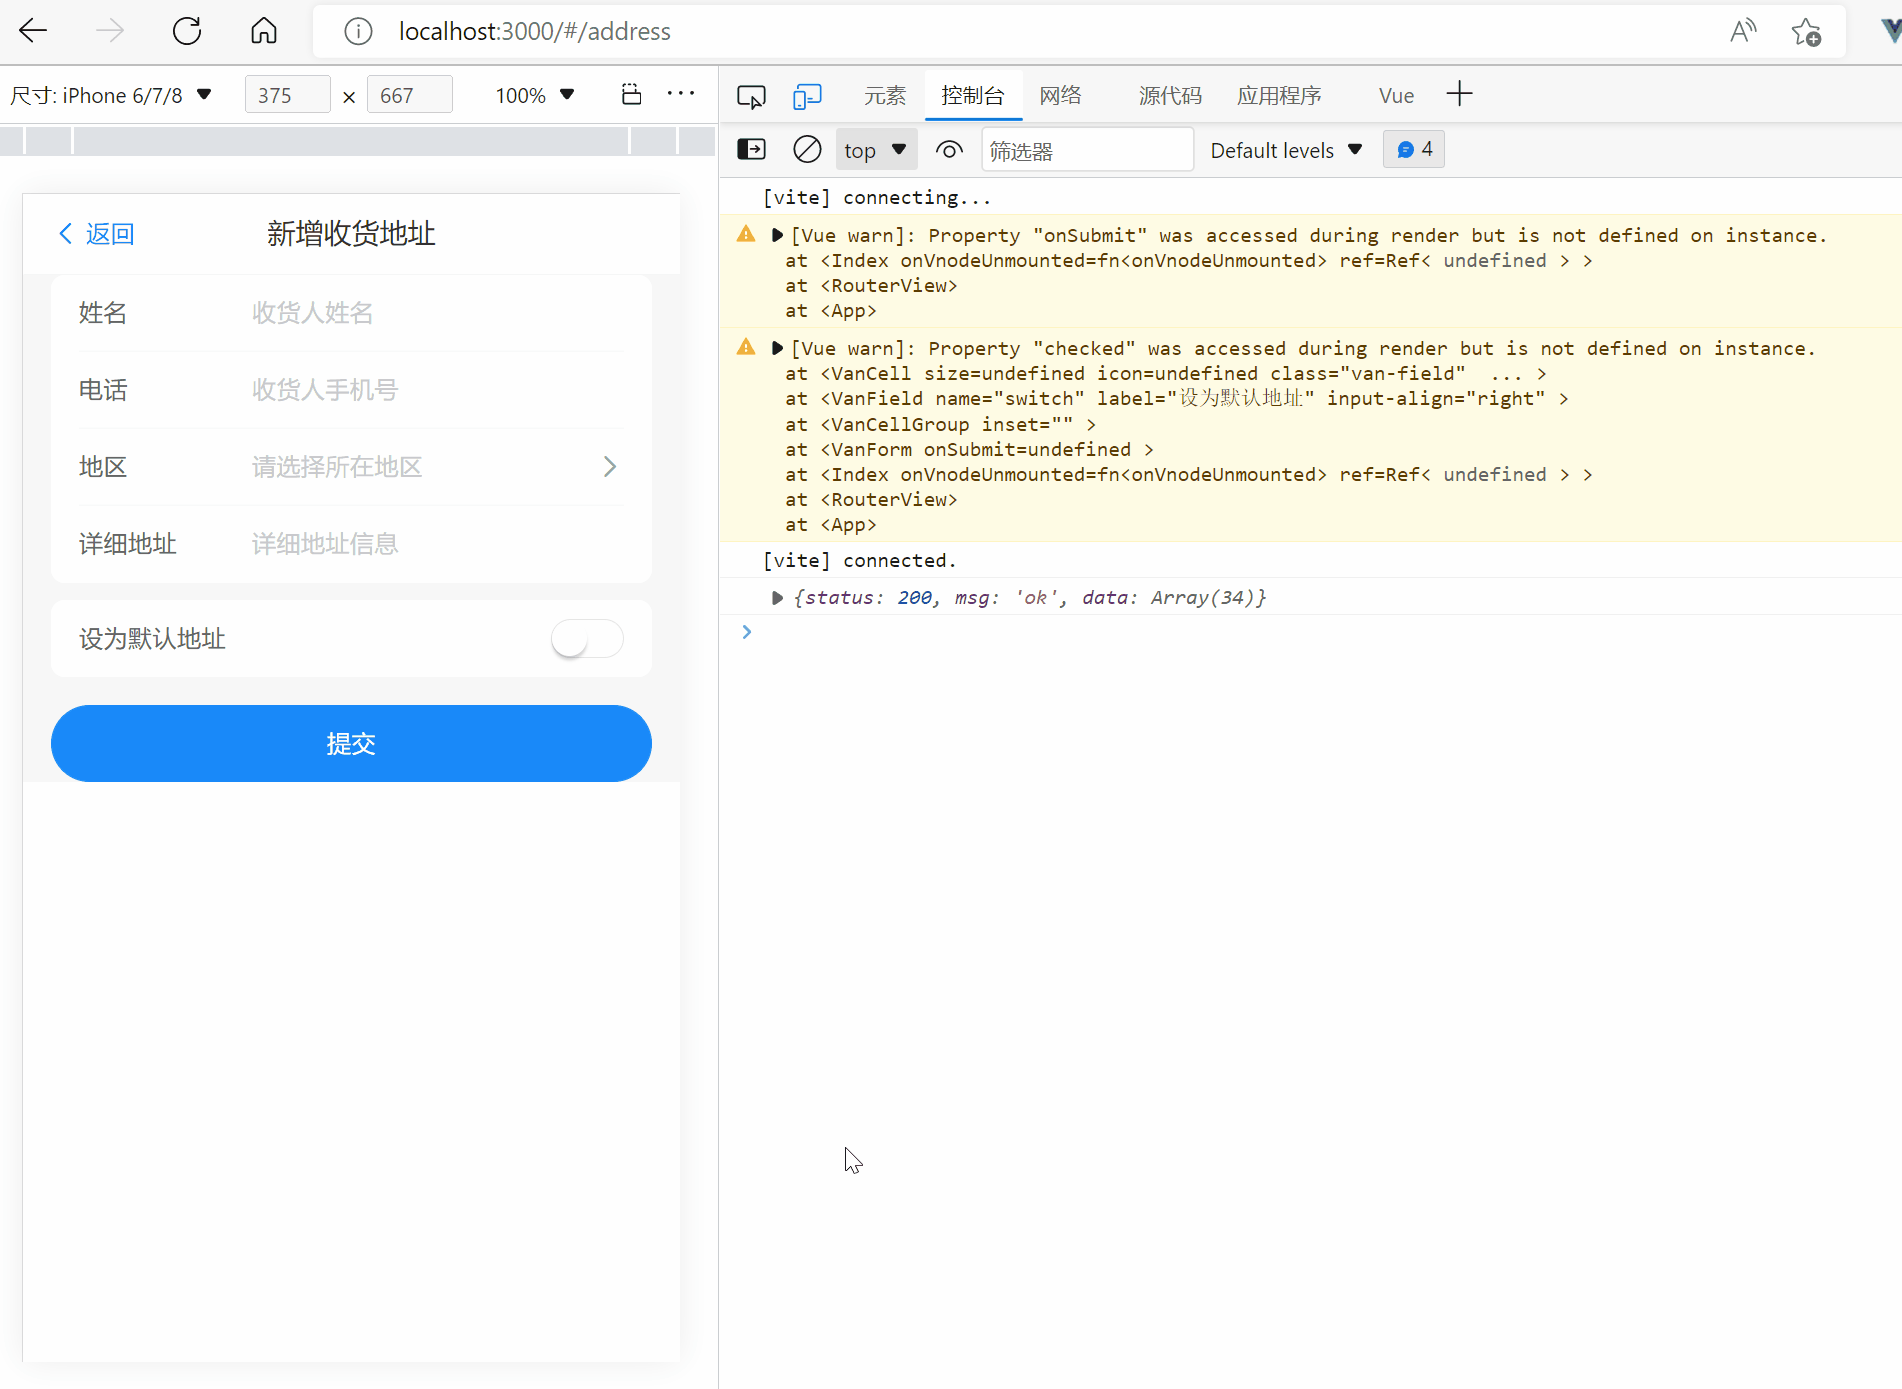 localhost:3000/#/address
尺寸: iPhone 6/7/8
375 × 667
100%
元素
控制台
网络
源代码
应用程序
Vue
top
筛选器
Default levels
4
返回
新增收货地址
姓名 收货人姓名
电话 收货人手机号
地区 请选择所在地区
详细地址 详细地址信息
设为默认地址
提交
[vite] connecting...
[Vue warn]: Property "onSubmit" was accessed during render but is not defined on instance.
at <Index onVnodeUnmounted=fn<onVnodeUnmounted> ref=Ref< undefined > >
at <RouterView>
at <App>
[Vue warn]: Property "checked" was accessed during render but is not defined on instance.
at <VanCell size=undefined icon=undefined class="van-field"  ... >
at <VanField name="switch" label="设为默认地址" input-align="right" >
at <VanCellGroup inset="" >
at <VanForm onSubmit=undefined >
at <Index onVnodeUnmounted=fn<onVnodeUnmounted> ref=Ref< undefined > >
at <RouterView>
at <App>
[vite] connected.
{status: 200, msg: 'ok', data: Array(34)}